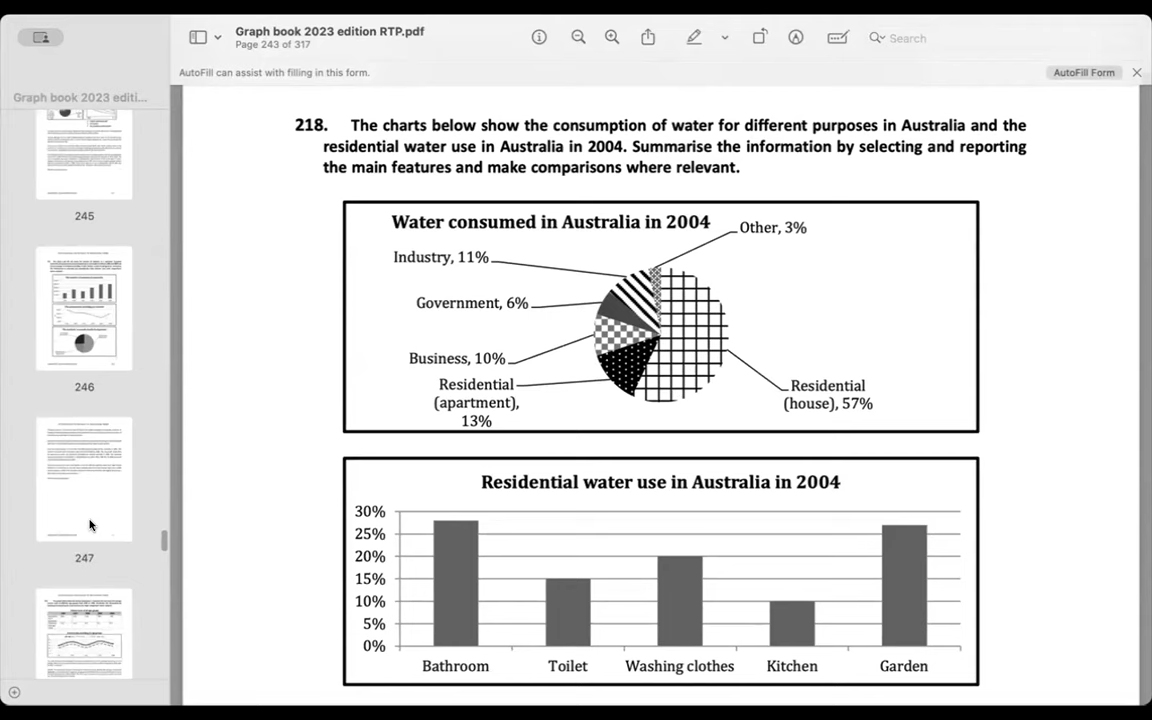 Graph book 2023 edition RTP.pdf
Page 243 of 317
Search
AutoFill can assist with filling in this form.
AutoFill Form
Graph book 2023 editi...
245
246
247
218. The charts below show the consumption of water for different purposes in Australia and the
residential water use in Australia in 2004. Summarise the information by selecting and reporting
the main features and make comparisons where relevant.
Water consumed in Australia in 2004
Other, 3%
Industry, 11%
Government, 6%
Business, 10%
Residential
(apartment),
13%
Residential
(house), 57%
Residential water use in Australia in 2004
30%
25%
20%
15%
10%
5%
0%
Bathroom Toilet Washing clothes Kitchen Garden